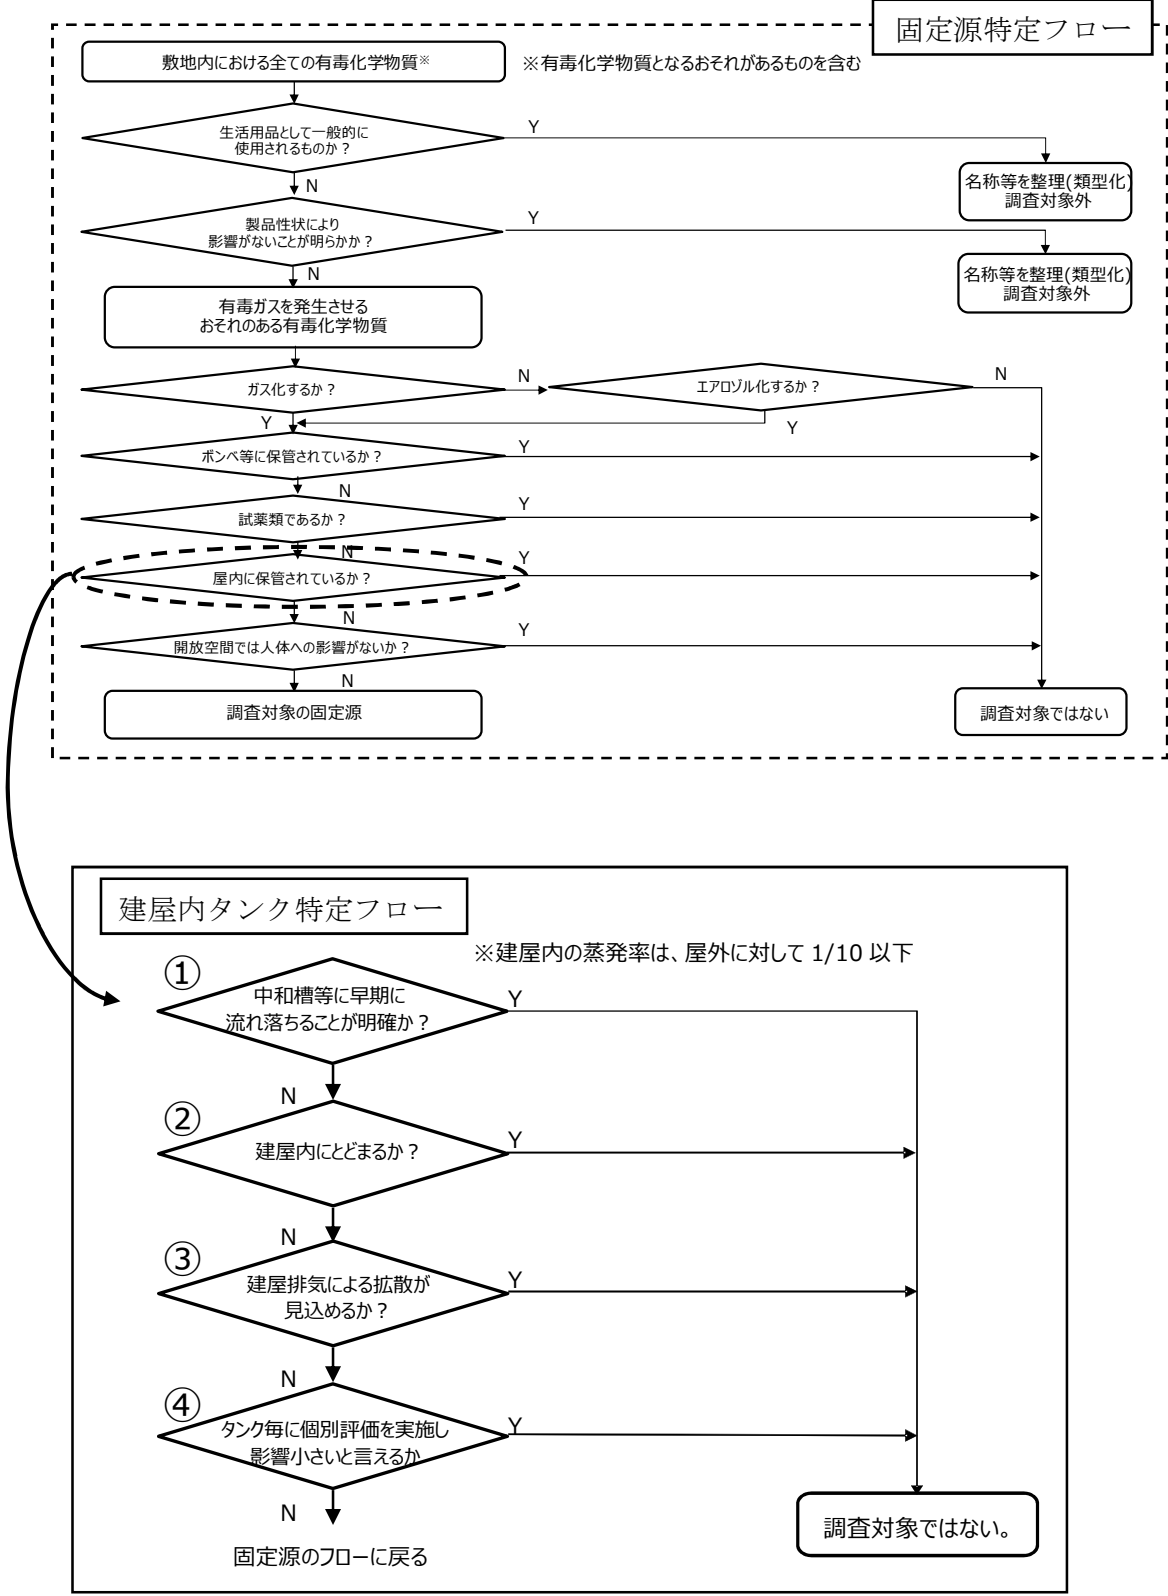 固定源特定フロー
敷地内における全ての有毒化学物質※
※有毒化学物質となるおそれがあるものを含む
生活用品として一般的に
使用されるものか？
Y
N
名称等を整理(類型化)
調査対象外
製品性状により
影響がないことが明らかか？
Y
N
名称等を整理(類型化)
調査対象外
有毒ガスを発生させる
おそれのある有毒化学物質
ガス化するか？
N
エアロゾル化するか？
N
Y
Y
ボンベ等に保管されているか？
Y
N
試薬類であるか？
Y
N
屋内に保管されているか？
Y
N
開放空間では人体への影響がないか？
Y
N
調査対象の固定源
調査対象ではない
建屋内タンク特定フロー
※建屋内の蒸発率は、屋外に対して 1/10 以下
①
中和槽等に早期に
流れ落ちることが明確か？
Y
N
②
建屋内にとどまるか？
Y
N
③
建屋排気による拡散が
見込めるか？
Y
N
④
タンク毎に個別評価を実施し
影響小さいと言えるか
Y
N
固定源のフローに戻る
調査対象ではない。